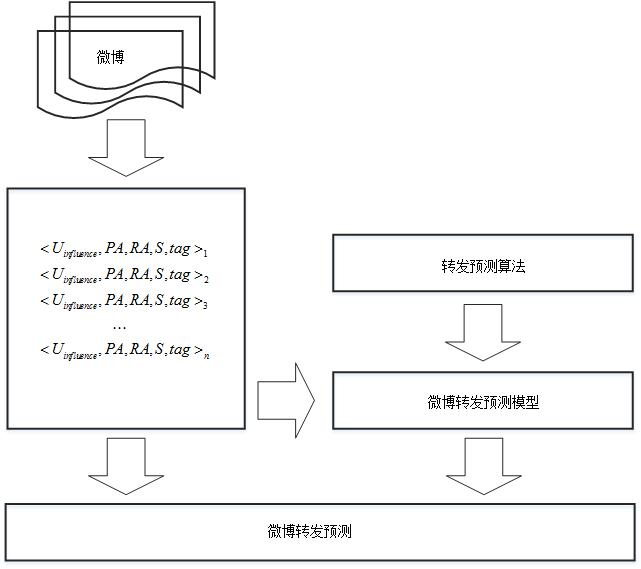 微博
<U_influence, PA, RA, S, tag>_1
<U_influence, PA, RA, S, tag>_2
<U_influence, PA, RA, S, tag>_3
...
<U_influence, PA, RA, S, tag>_n
转发预测算法
微博转发预测模型
微博转发预测